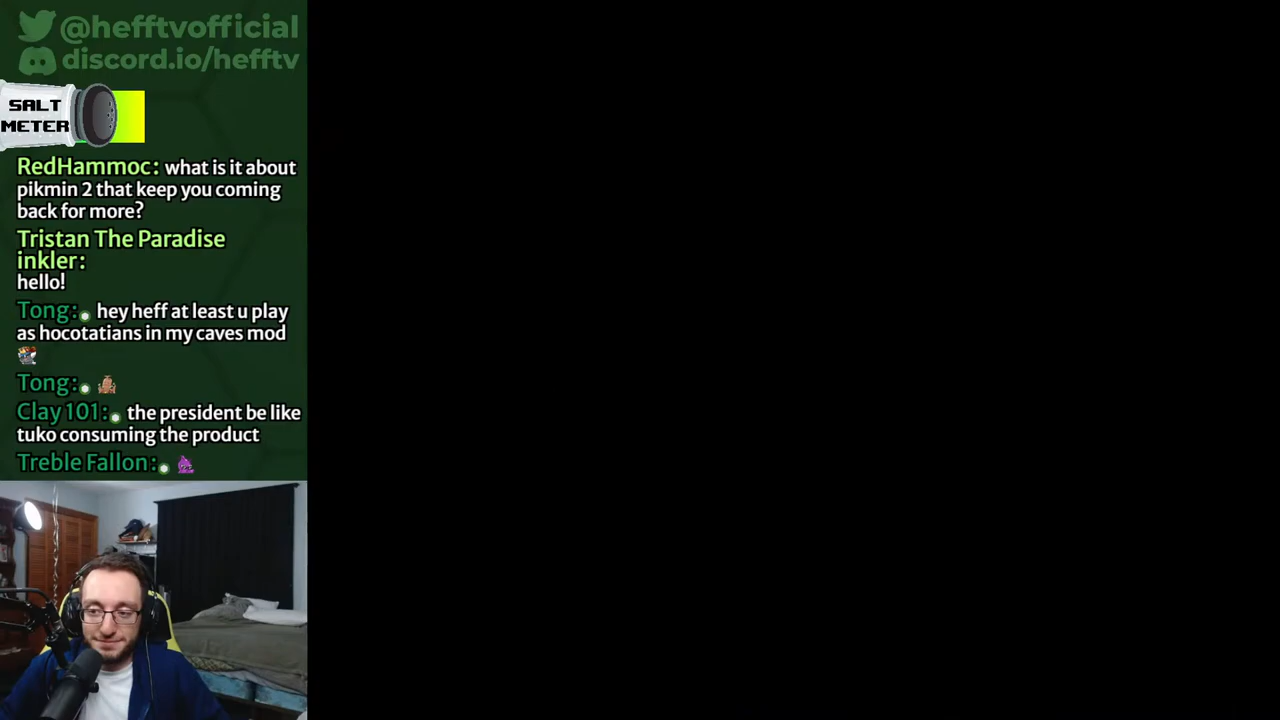 @hefftvofficial
discord.io/hefftv
SALT
METER
RedHammoc: what is it about
pikmin 2 that keep you coming
back for more?
Tristan The Paradise
inkler:
hello!
Tong: hey heff at least u play
as hocotatians in my caves mod
Tong:
Clay 101: the president be like
tuko consuming the product
Treble Fallon: